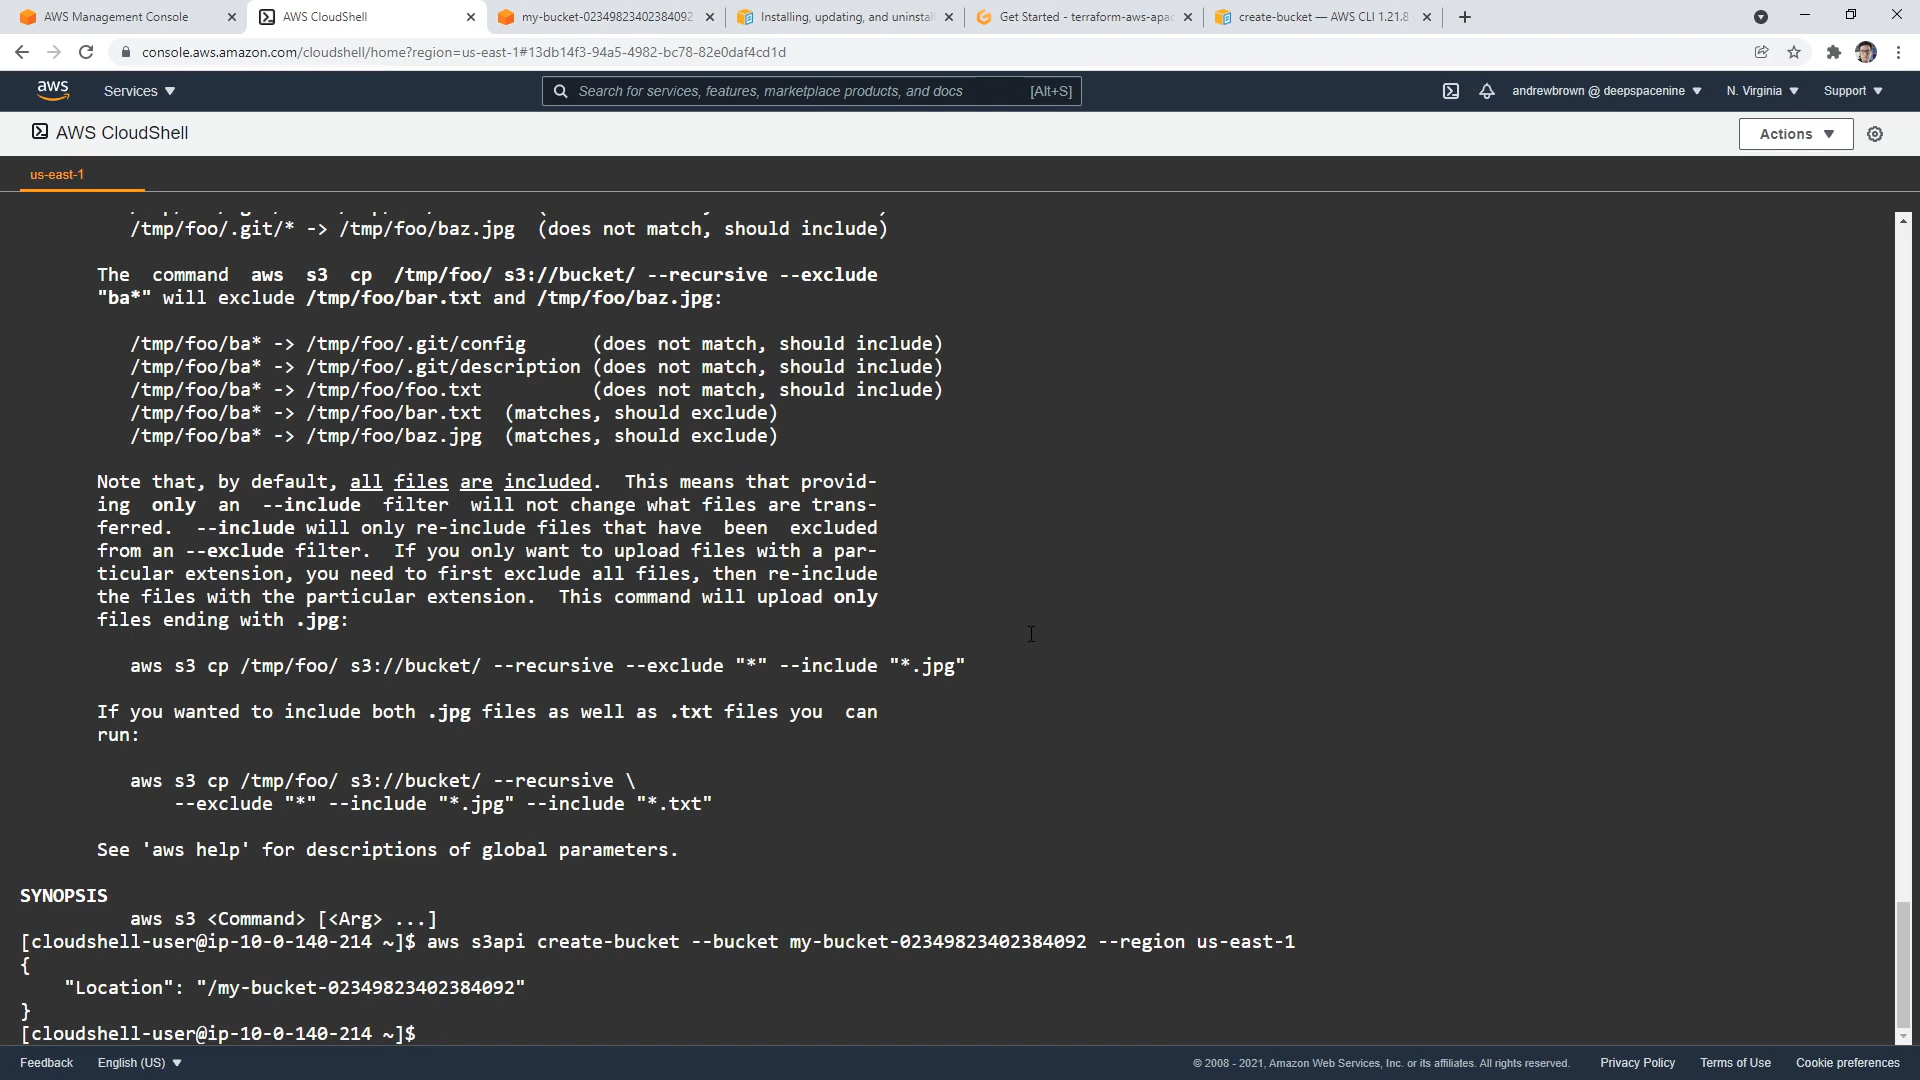 AWS Management Console
AWS CloudShell
my-bucket-02349823402384092
Installing, updating, and uninstal
Get Started - terraform-aws-apac
create-bucket — AWS CLI 1.21.8
console.aws.amazon.com/cloudshell/home?region=us-east-1#13db14f3-94a5-4982-bc78-82e0daf4cd1d
aws
Services
Search for services, features, marketplace products, and docs [Alt+S]
andrewbrown @ deepspacenine
N. Virginia
Support
AWS CloudShell
Actions
us-east-1
/tmp/foo/.git/* -> /tmp/foo/baz.jpg (does not match, should include)
The command aws s3 cp /tmp/foo/ s3://bucket/ --recursive --exclude
"ba*" will exclude /tmp/foo/bar.txt and /tmp/foo/baz.jpg:
/tmp/foo/ba* -> /tmp/foo/.git/config (does not match, should include)
/tmp/foo/ba* -> /tmp/foo/.git/description (does not match, should include)
/tmp/foo/ba* -> /tmp/foo/foo.txt (does not match, should include)
/tmp/foo/ba* -> /tmp/foo/bar.txt (matches, should exclude)
/tmp/foo/ba* -> /tmp/foo/baz.jpg (matches, should exclude)
Note that, by default, all files are included. This means that provid-
ing only an --include filter will not change what files are trans-
ferred. --include will only re-include files that have been excluded
from an --exclude filter. If you only want to upload files with a par-
ticular extension, you need to first exclude all files, then re-include
the files with the particular extension. This command will upload only
files ending with .jpg:
aws s3 cp /tmp/foo/ s3://bucket/ --recursive --exclude "*" --include "*.jpg"
If you wanted to include both .jpg files as well as .txt files you can
run:
aws s3 cp /tmp/foo/ s3://bucket/ --recursive \
--exclude "*" --include "*.jpg" --include "*.txt"
See 'aws help' for descriptions of global parameters.
SYNOPSIS
aws s3 <Command> [<Arg> ...]
[cloudshell-user@ip-10-0-140-214 ~]$ aws s3api create-bucket --bucket my-bucket-02349823402384092 --region us-east-1
{
"Location": "/my-bucket-02349823402384092"
}
[cloudshell-user@ip-10-0-140-214 ~]$
Feedback
English (US)
© 2008 - 2021, Amazon Web Services, Inc. or its affiliates. All rights reserved.
Privacy Policy
Terms of Use
Cookie preferences